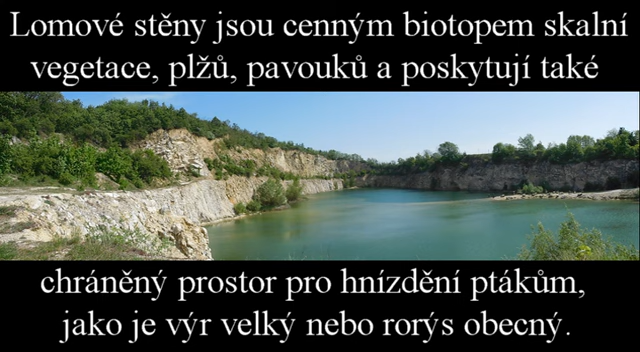 Lomové stěny jsou cenným biotopem skalní
vegetace, plžů, pavouků a poskytují také
chráněný prostor pro hnízdění ptákům,
jako je výr velký nebo rorýs obecný.